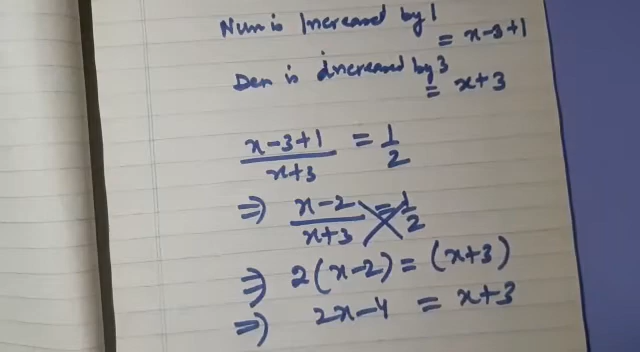 Num is Increased by 1
= x-3+1
Den is increased by 3
= x+3
x-3+1/x+3 = 1/2
⇒ x-2/x+3 = 1/2
⇒ 2(x-2) = (x+3)
⇒ 2x-4 = x+3